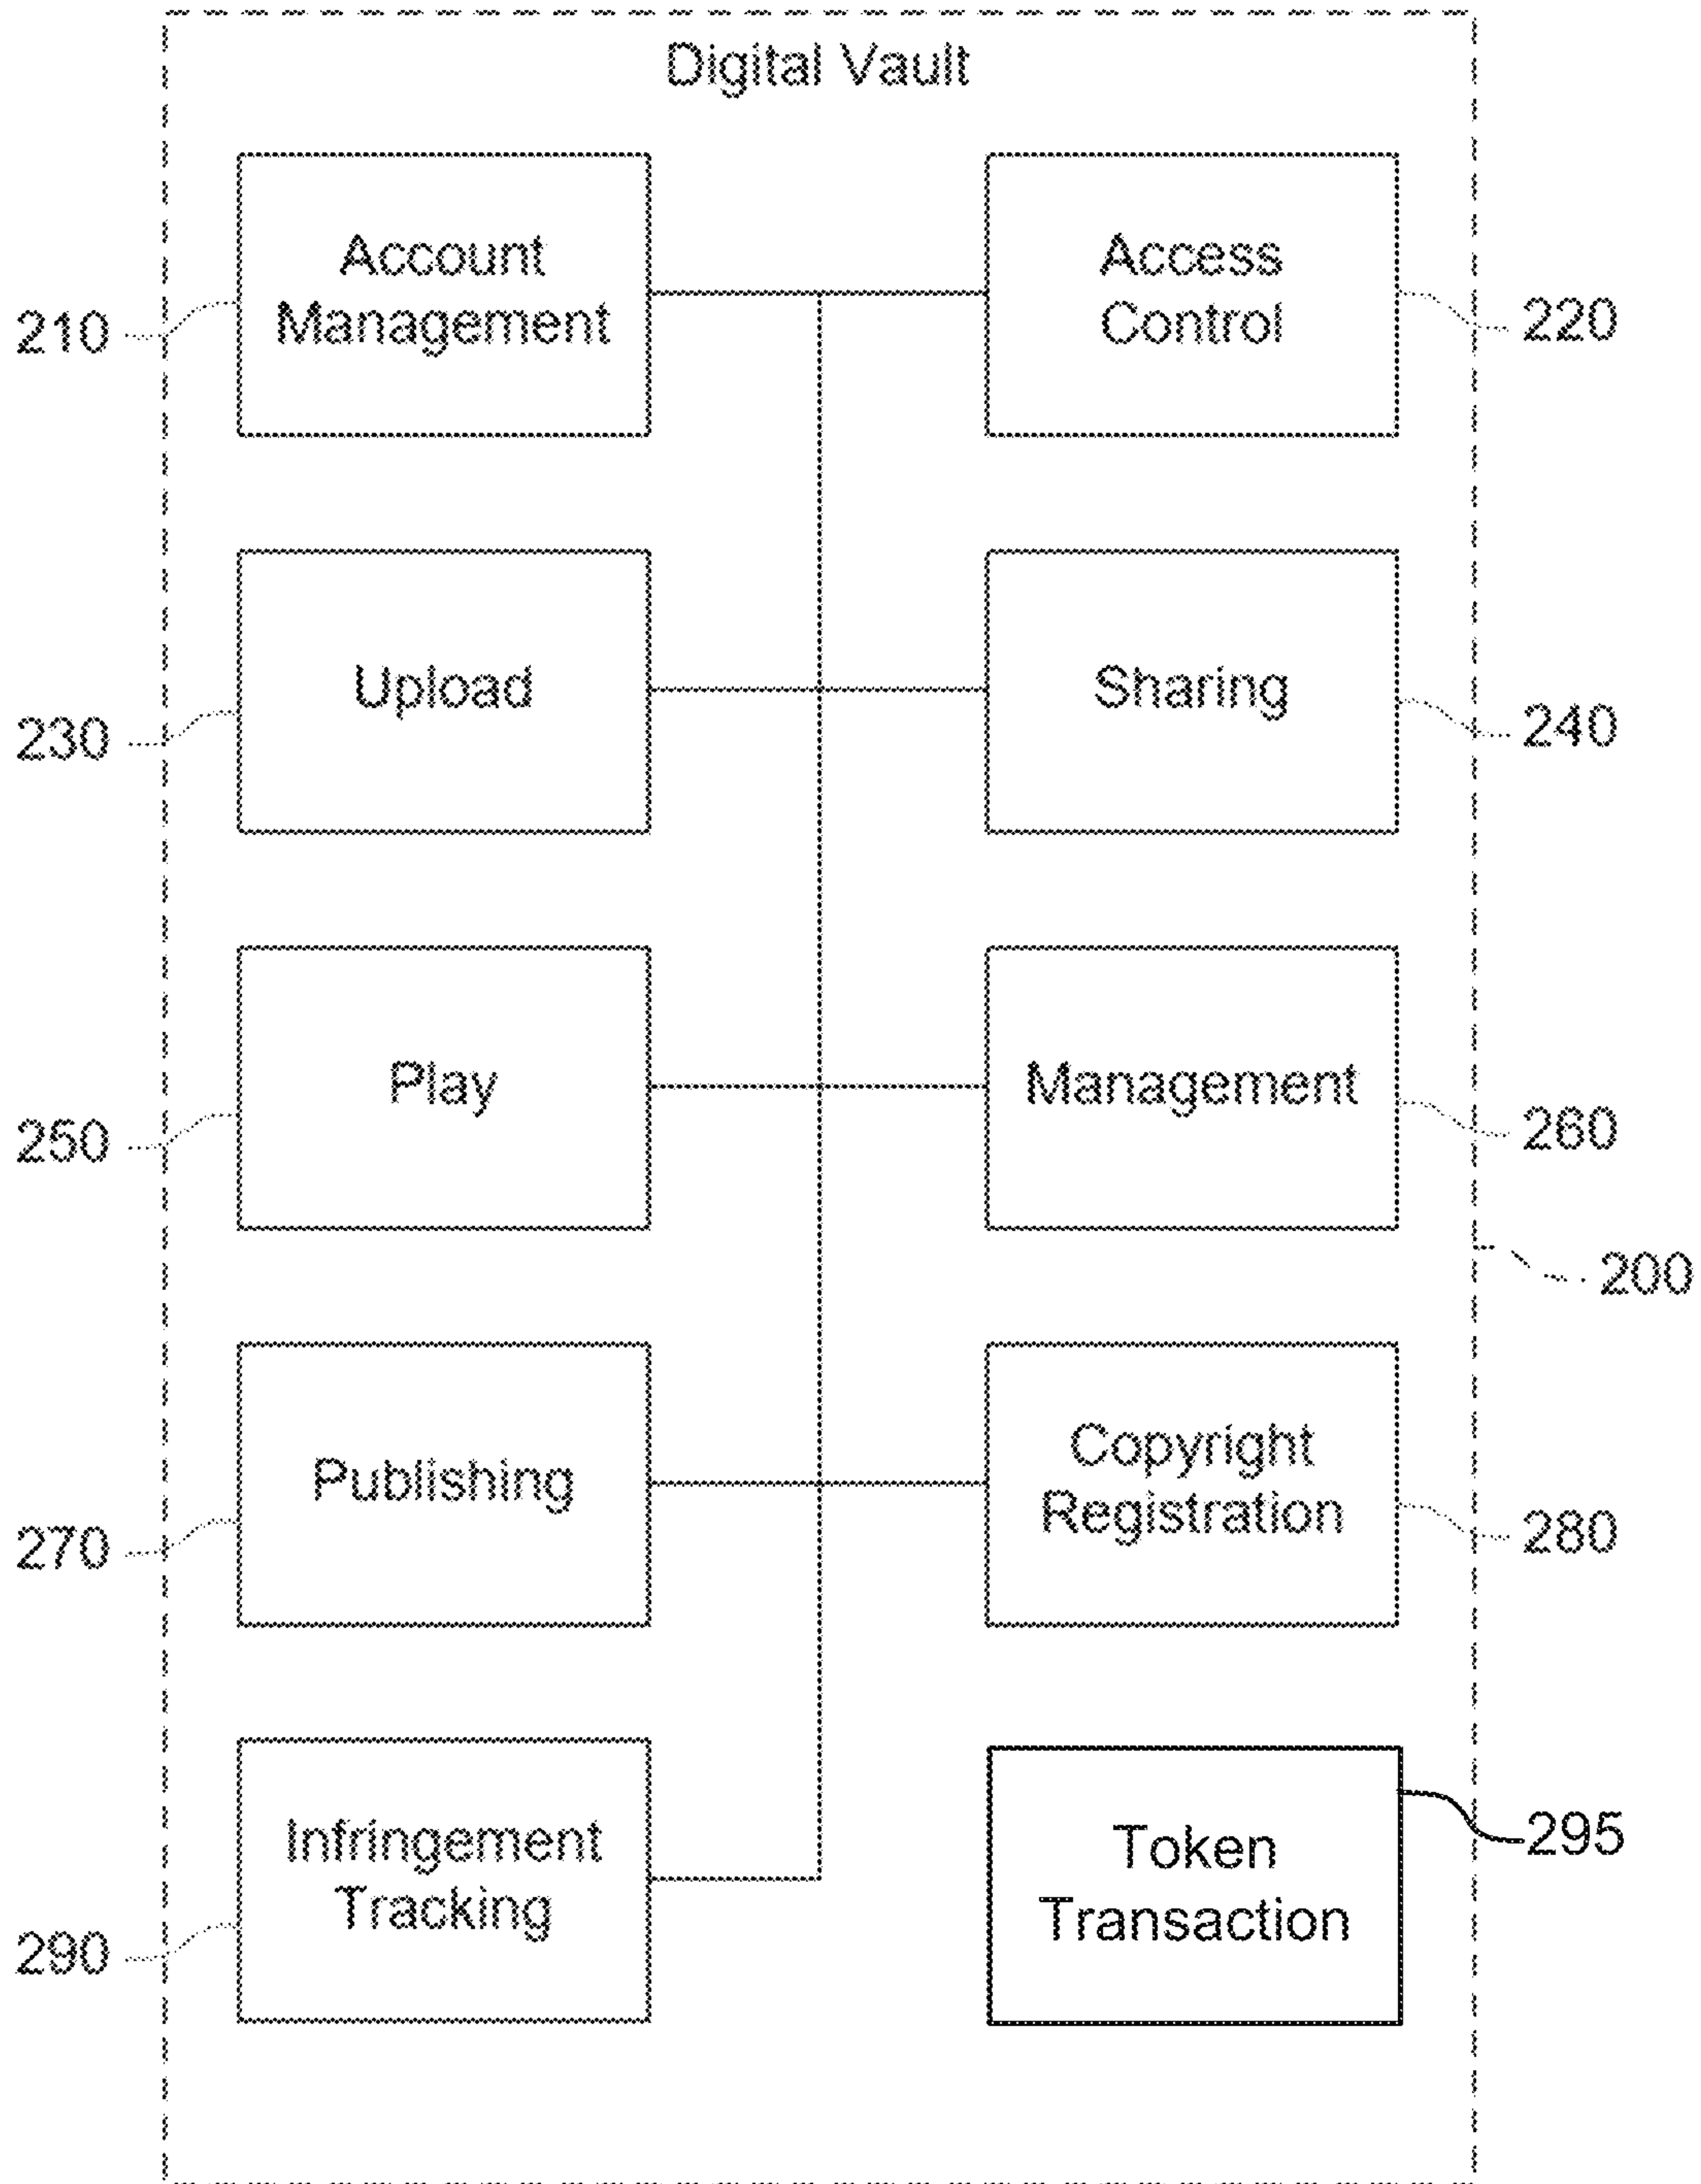 Digital Vault
Account
Management
Access
Control
210
220
Upload
Sharing
230
240
Play
Management
250
260
200
Publishing
Copyright
Registration
270
280
Infringement
Tracking
Token
Transaction
290
295